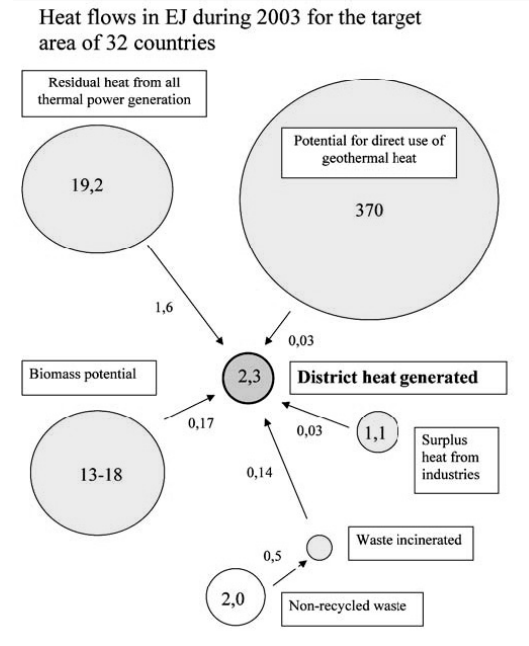 Heat flows in EJ during 2003 for the target
area of 32 countries
Residual heat from all
thermal power generation
19,2
Potential for direct use of
geothermal heat
370
1,6
0,03
Biomass potential
2,3
District heat generated
0,17
0,03
1,1
Surplus
heat from
industries
13-18
0,14
Waste incinerated
0,5
2,0
Non-recycled waste